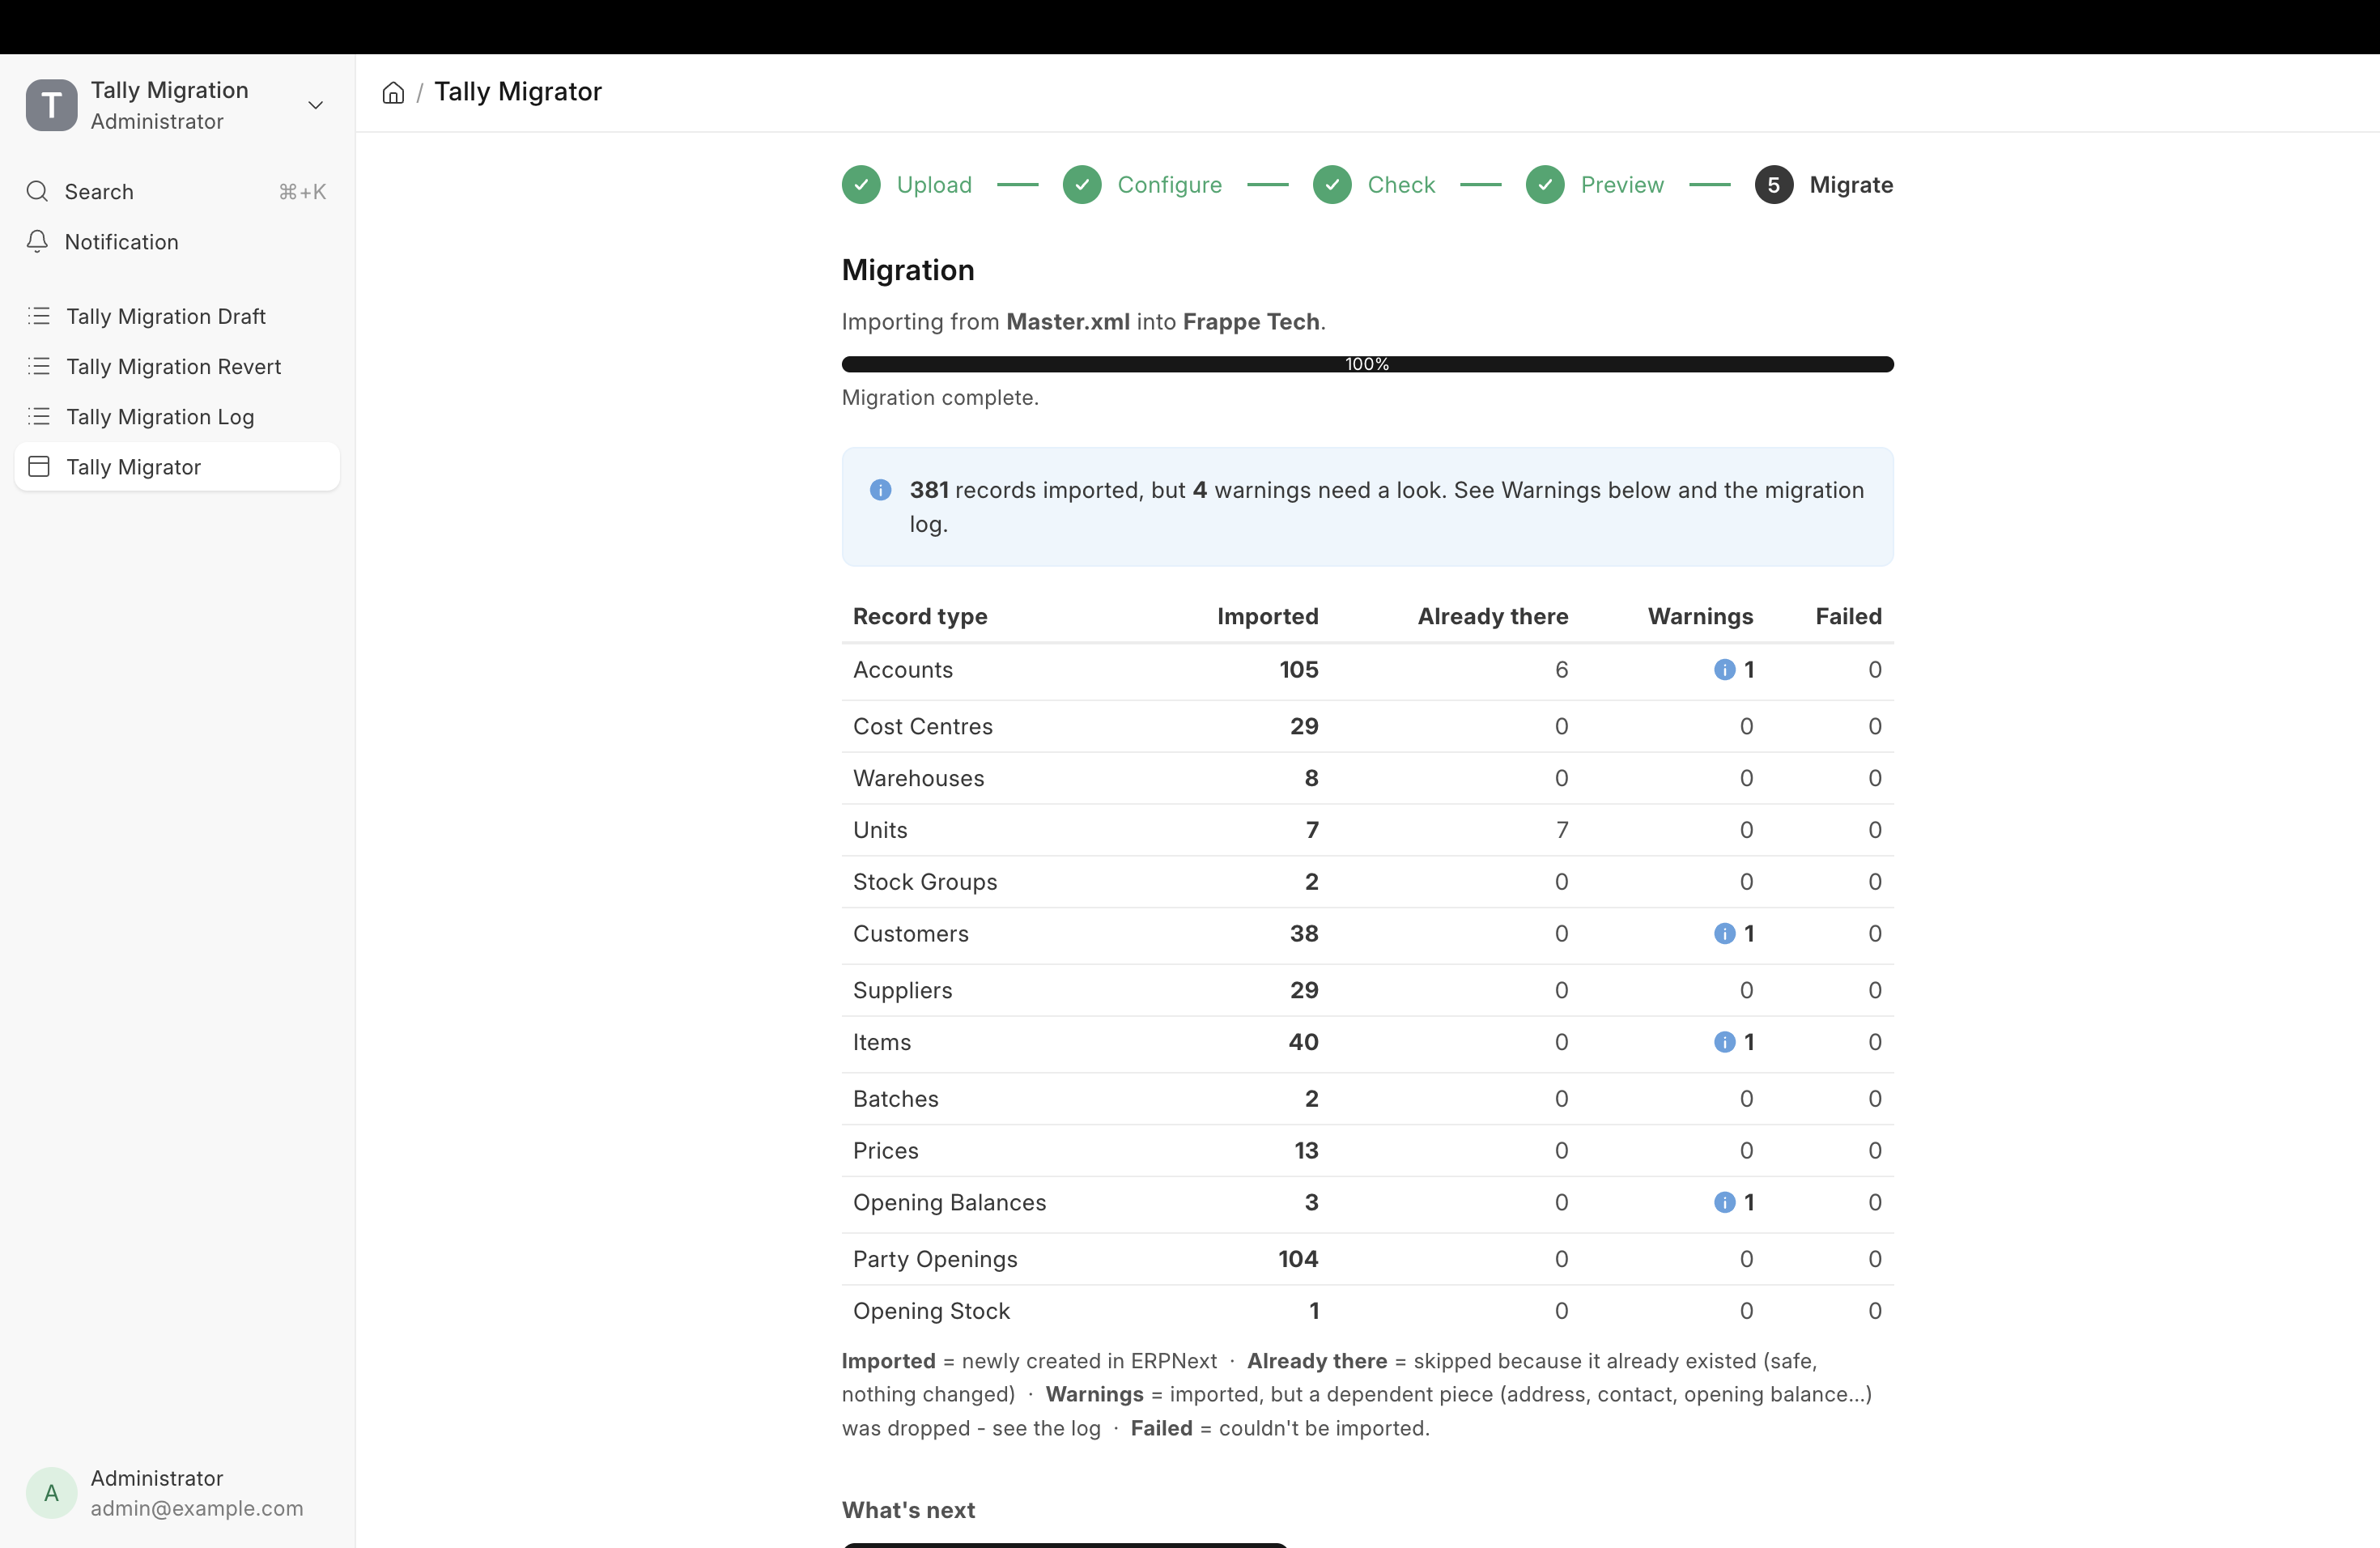 Tally Migration
Administrator
Search ⌘+K
Notification
Tally Migration Draft
Tally Migration Revert
Tally Migration Log
Tally Migrator
Administrator
admin@example.com
/ Tally Migrator
Upload Configure Check Preview 5 Migrate
Migration
Importing from Master.xml into Frappe Tech.
100%
Migration complete.
381 records imported, but 4 warnings need a look. See Warnings below and the migration
log.
Record type Imported Already there Warnings Failed
Accounts 105 6 1 0
Cost Centres 29 0 0 0
Warehouses 8 0 0 0
Units 7 7 0 0
Stock Groups 2 0 0 0
Customers 38 0 1 0
Suppliers 29 0 0 0
Items 40 0 1 0
Batches 2 0 0 0
Prices 13 0 0 0
Opening Balances 3 0 1 0
Party Openings 104 0 0 0
Opening Stock 1 0 0 0
Imported = newly created in ERPNext · Already there = skipped because it already existed (safe,
nothing changed) · Warnings = imported, but a dependent piece (address, contact, opening balance...)
was dropped - see the log · Failed = couldn't be imported.
What's next
T
A